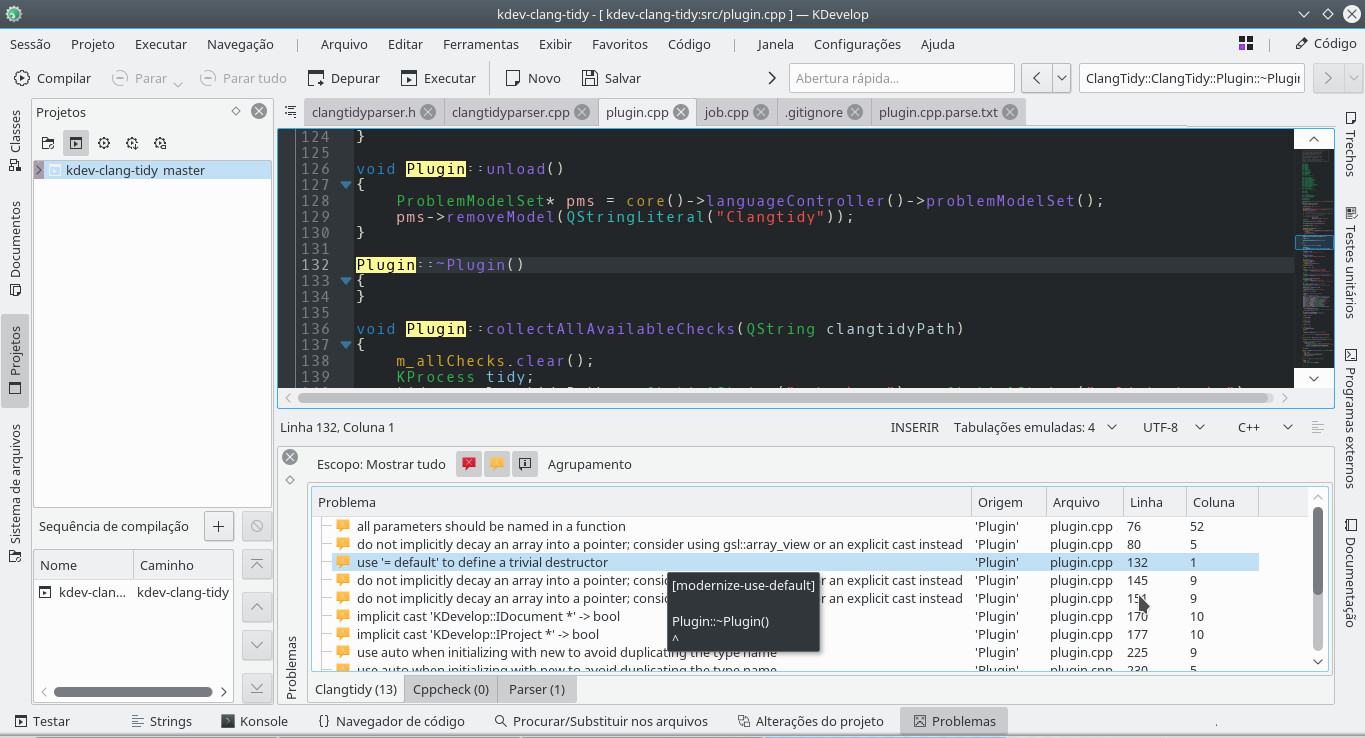 kdev-clang-tidy - [ kdev-clang-tidy:src/plugin.cpp ] — KDevelop
Sessão Projeto Executar Navegação Arquivo Editar Ferramentas Exibir Favoritos Código Janela Configurações Ajuda Código
Compilar Parar Parar tudo Depurar Executar Novo Salvar Abertura rápida... ClangTidy::ClangTidy::Plugin::~Plugin
Classes
Documentos
Projetos
Sistema de arquivos
Projetos
kdev-clang-tidy master
Sequência de compilação
Nome Caminho
kdev-clan... kdev-clang-tidy
clangtidyparser.h clangtidyparser.cpp plugin.cpp job.cpp .gitignore plugin.cpp.parse.txt
124 }
125
126 void Plugin::unload()
127 {
128 ProblemModelSet* pms = core()->languageController()->problemModelSet();
129 pms->removeModel(QStringLiteral("Clangtidy"));
130 }
131
132 Plugin::~Plugin()
133 {
134 }
135
136 void Plugin::collectAllAvailableChecks(QString clangtidyPath)
137 {
138 m_allChecks.clear();
139 KProcess tidy;
Linha 132, Coluna 1 INSERIR Tabulações emuladas: 4 UTF-8 C++
Escopo: Mostrar tudo Agrupamento
Problema Origem Arquivo Linha Coluna
all parameters should be named in a function 'Plugin' plugin.cpp 76 52
do not implicitly decay an array into a pointer; consider using gsl::array_view or an explicit cast instead 'Plugin' plugin.cpp 80 5
use '= default' to define a trivial destructor 'Plugin' plugin.cpp 132 1
do not implicitly decay an array into a pointer; or an explicit cast instead 'Plugin' plugin.cpp 145 9
do not implicitly decay an array into a pointer; or an explicit cast instead 'Plugin' plugin.cpp 9
implicit cast 'KDevelop::IDocument *' -> bool 'Plugin' plugin.cpp 170 10
implicit cast 'KDevelop::IProject *' -> bool 'Plugin' plugin.cpp 177 10
use auto when initializing with new to avoid duplicating the type name 'Plugin' plugin.cpp 225 9
use auto when initializing with new to avoid duplicating the type name 'Plugin' plugin.cpp 230 5
[modernize-use-default]
Plugin::~Plugin()
^
Problemas
Clangtidy (13) Cppcheck (0) Parser (1)
Trechos
Testes unitários
Programas externos
Documentação
Testar Strings Konsole Navegador de código Procurar/Substituir nos arquivos Alterações do projeto Problemas